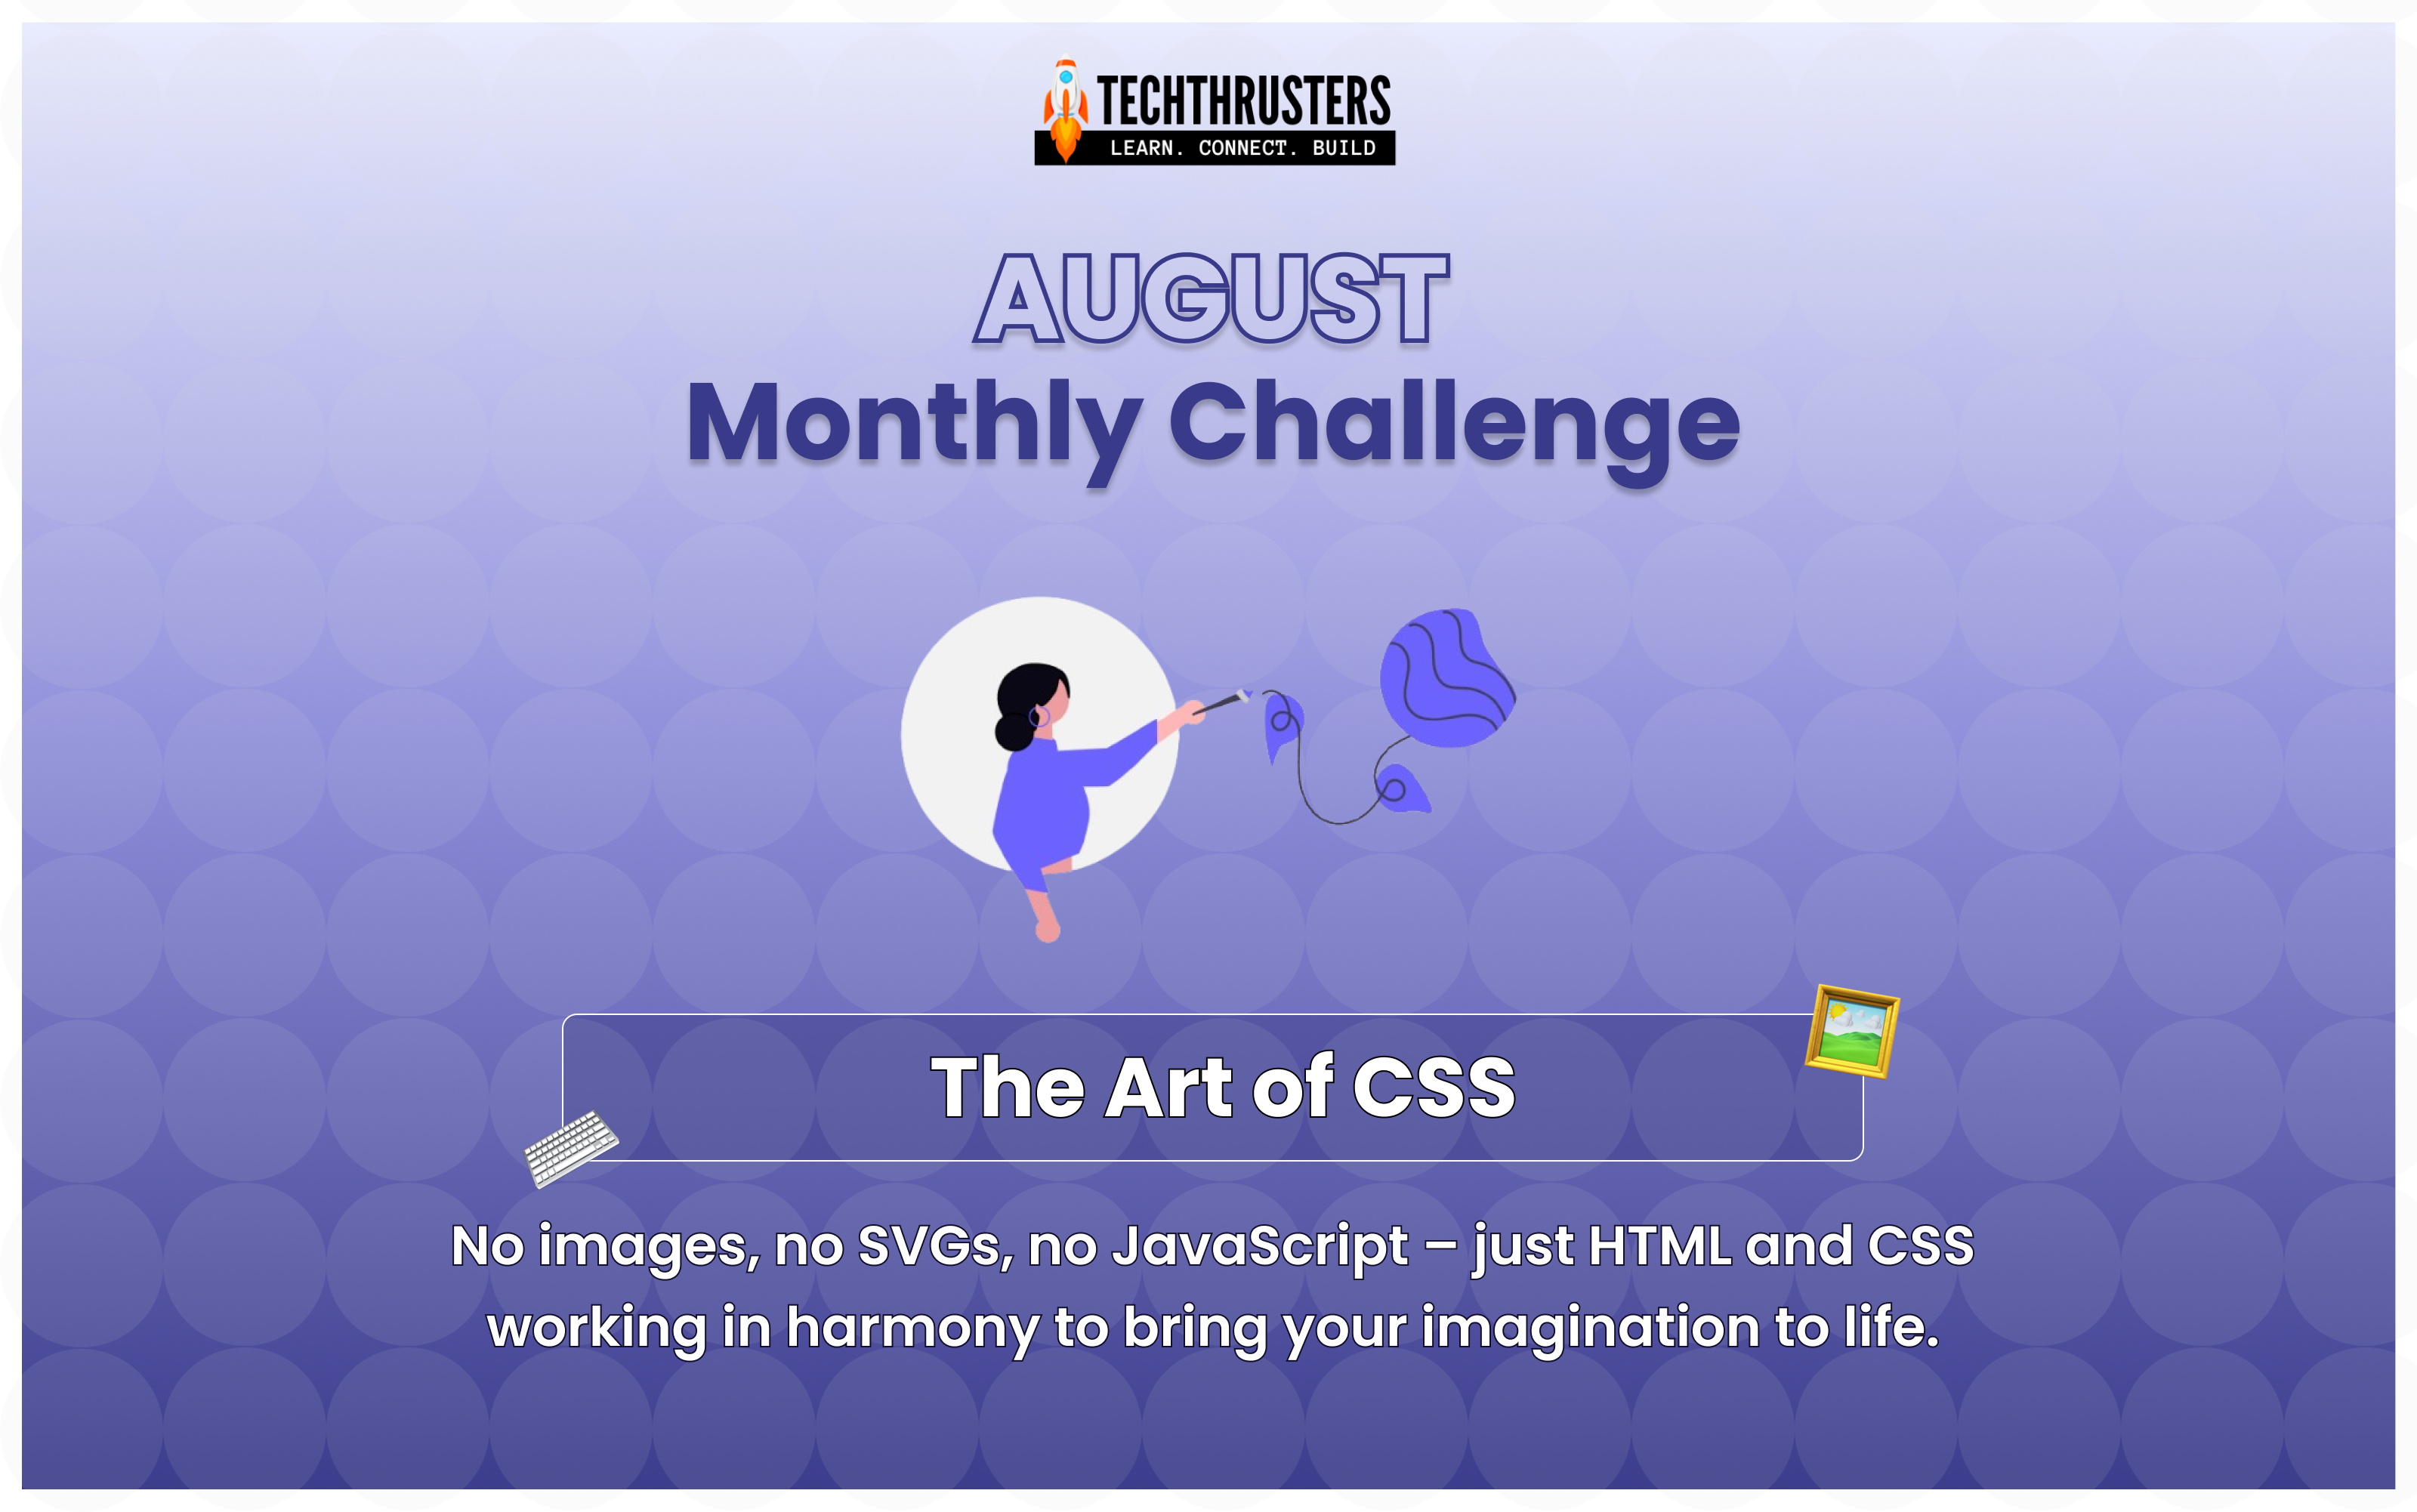 TECHTHRUSTERS
LEARN. CONNECT. BUILD
AUGUST
Monthly Challenge
The Art of CSS
No images, no SVGs, no JavaScript – just HTML and CSS
working in harmony to bring your imagination to life.